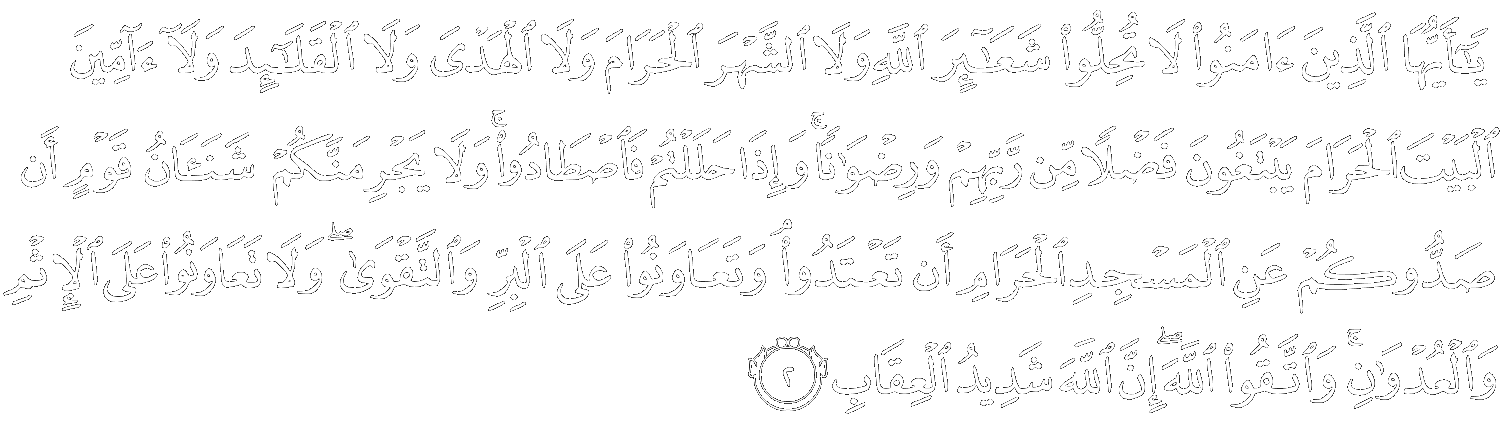 يَٰٓأَيُّهَا ٱلَّذِينَ ءَامَنُوا۟ لَا تُحِلُّوا۟ شَعَٰٓئِرَ ٱللَّهِ وَلَا ٱلشَّهْرَ ٱلْحَرَامَ وَلَا ٱلْهَدْىَ وَلَا ٱلْقَلَٰٓئِدَ وَلَآ ءَآمِّينَ
ٱلْبَيْتَ ٱلْحَرَامَ يَبْتَغُونَ فَضْلًا مِّن رَّبِّهِمْ وَرِضْوَٰنًا ۚ وَإِذَا حَلَلْتُمْ فَٱصْطَادُوا۟ ۚ وَلَا يَجْرِمَنَّكُمْ شَنَـَٔانُ قَوْمٍ أَن
صَدُّوكُمْ عَنِ ٱلْمَسْجِدِ ٱلْحَرَامِ أَن تَعْتَدُوا۟ ۘ وَتَعَاوَنُوا۟ عَلَى ٱلْبِرِّ وَٱلتَّقْوَىٰ ۖ وَلَا تَعَاوَنُوا۟ عَلَى ٱلْإِثْمِ
وَٱلْعُدْوَٰنِ ۚ وَٱتَّقُوا۟ ٱللَّهَ ۖ إِنَّ ٱللَّهَ شَدِيدُ ٱلْعِقَابِ ٢